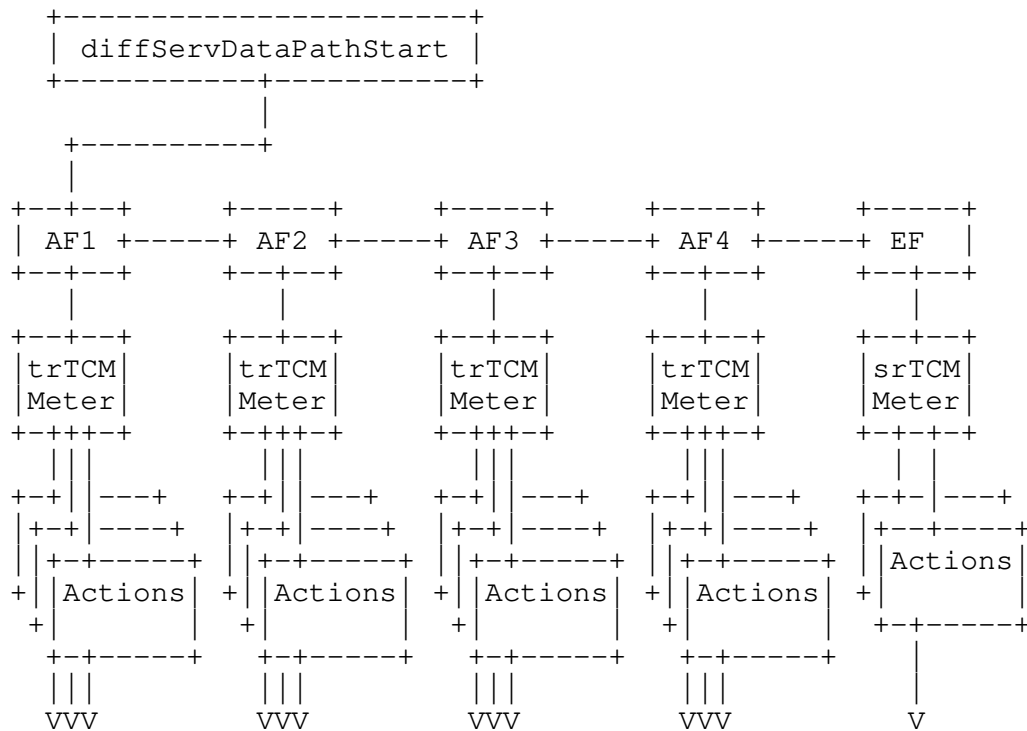 diffServDataPathStart
AF1 AF2 AF3 AF4 EF
trTCM trTCM trTCM trTCM srTCM
Meter Meter Meter Meter Meter
Actions
Actions Actions Actions Actions
VVV VVV VVV VVV V